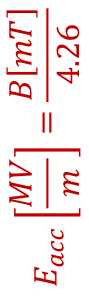 E_acc [MV/m] = B[mT]/4.26